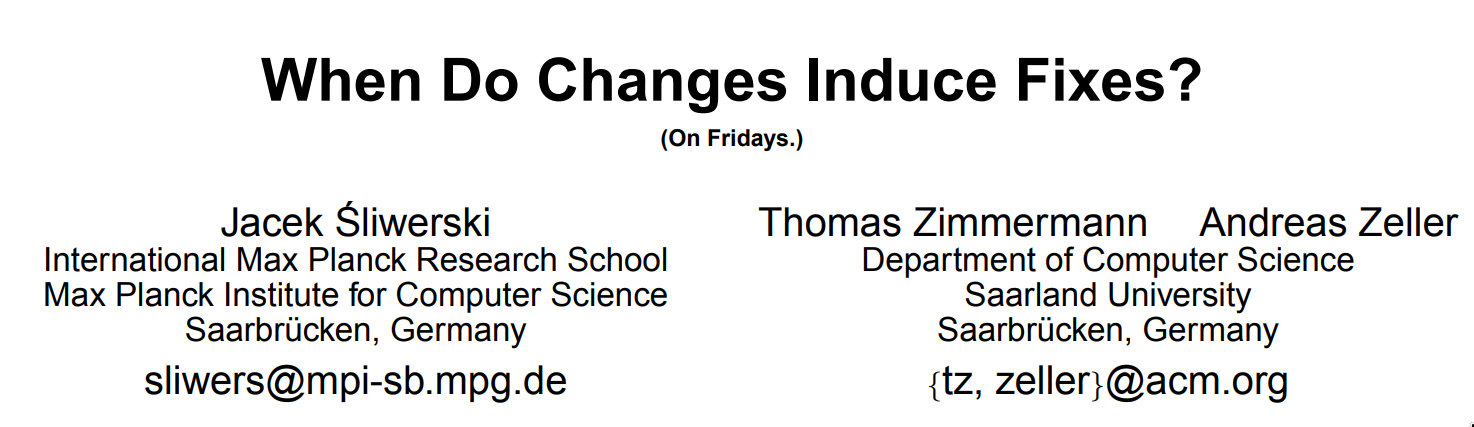 When Do Changes Induce Fixes?
(On Fridays.)
Jacek Śliwerski
International Max Planck Research School
Max Planck Institute for Computer Science
Saarbrücken, Germany
sliwers@mpi-sb.mpg.de
Thomas Zimmermann Andreas Zeller
Department of Computer Science
Saarland University
Saarbrücken, Germany
{tz, zeller}@acm.org